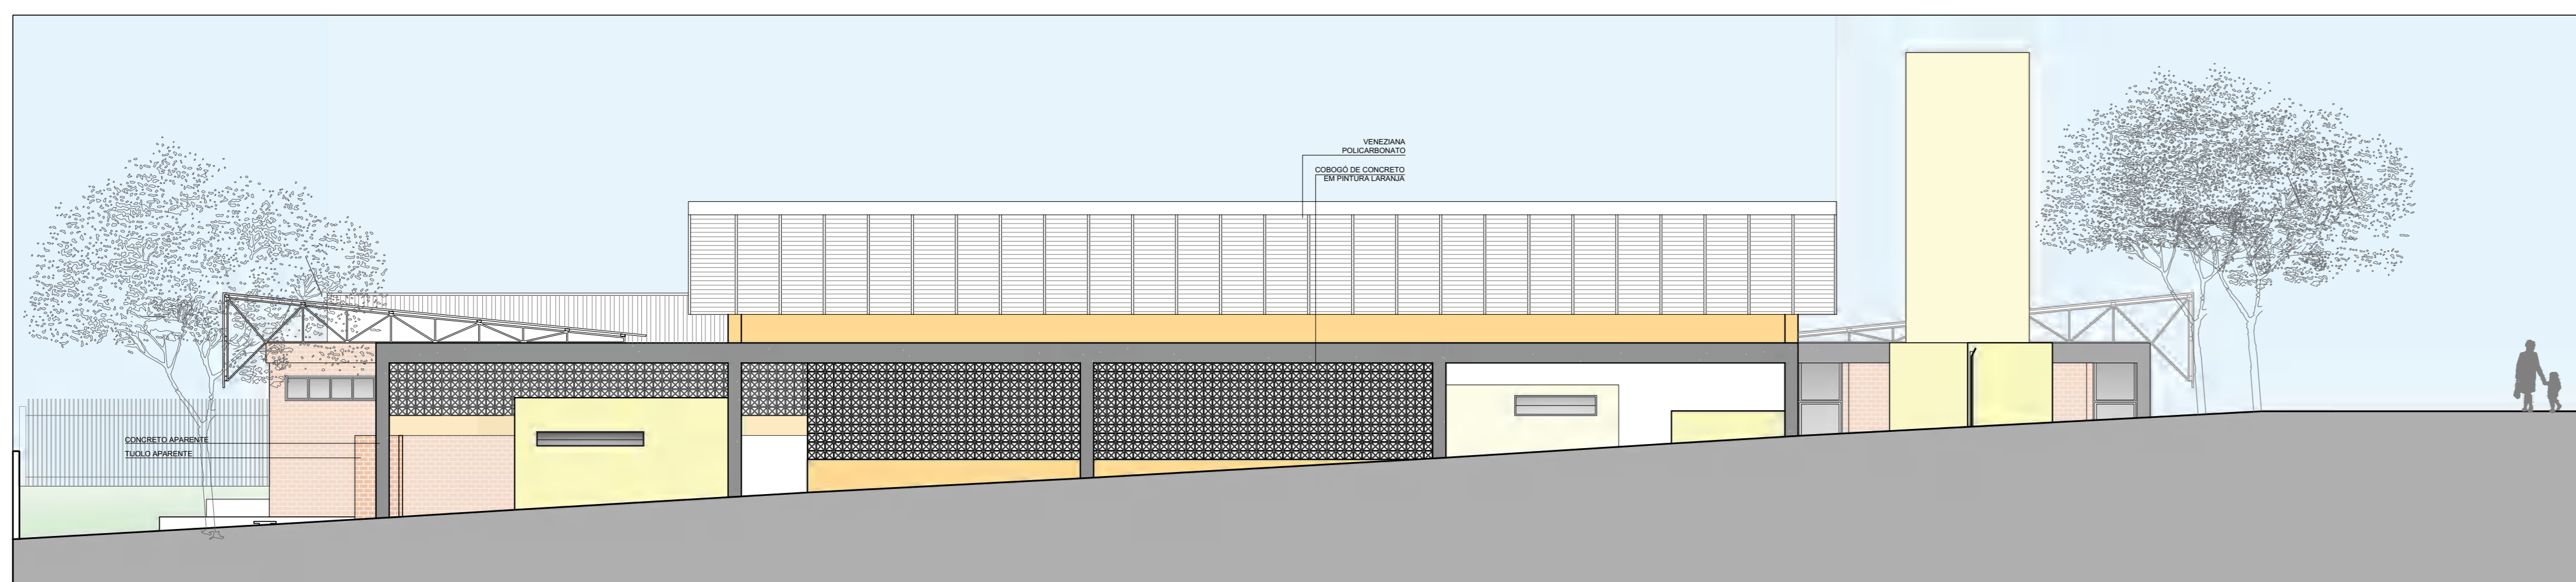 VENEZIANA
POLICARBONATO
COBOGÓ DE CONCRETO
EM PINTURA LARANJA
CONCRETO APARENTE
TIJOLO APARENTE